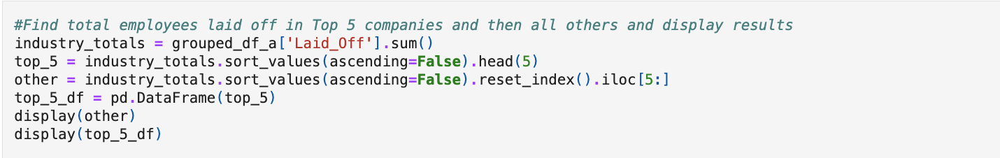 #Find total employees laid off in Top 5 companies and then all others and display results
industry_totals = grouped_df_a['Laid_Off'].sum()
top_5 = industry_totals.sort_values(ascending=False).head(5)
other = industry_totals.sort_values(ascending=False).reset_index().iloc[5:]
top_5_df = pd.DataFrame(top_5)
display(other)
display(top_5_df)